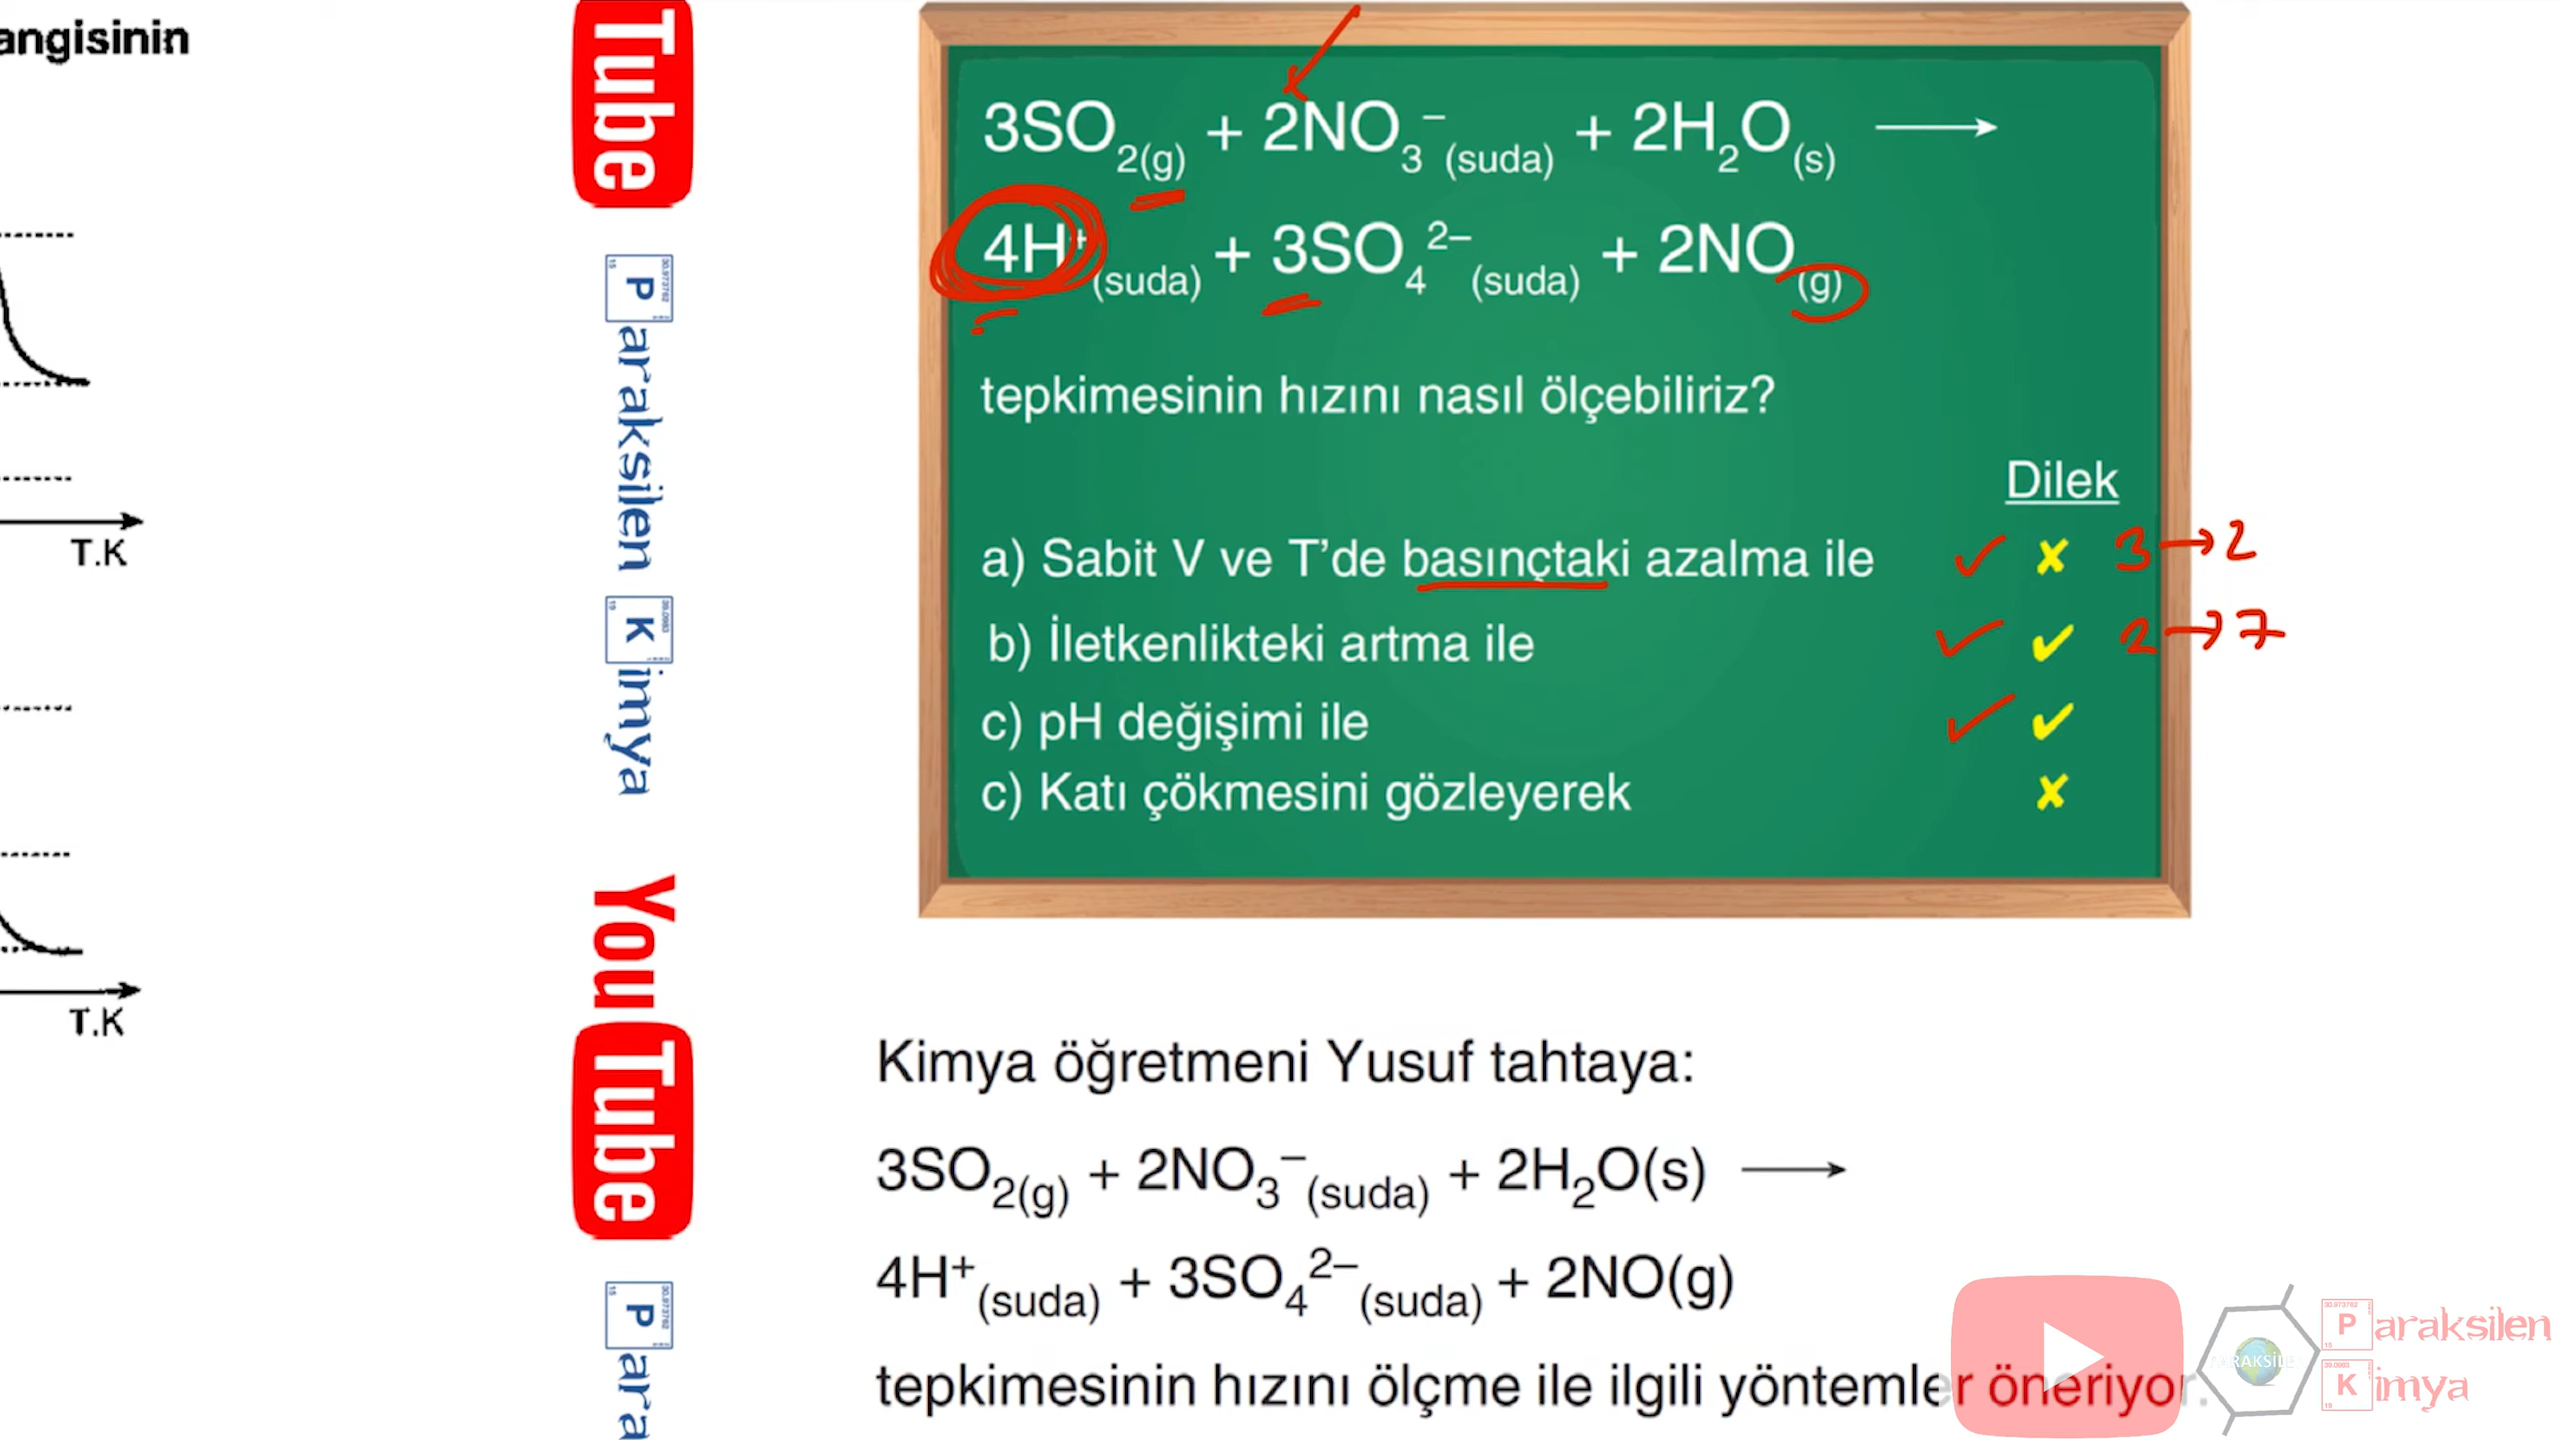 angisinin
T.K
T.K
Tube
Paraksilen Kimya
YouTube
Para
3SO2(g) + 2NO3⁻(suda) + 2H2O(s) ⟶
4H⁺(suda) + 3SO4²⁻(suda) + 2NO(g)
tepkimesinin hızını nasıl ölçebiliriz?
Dilek
a) Sabit V ve T'de basınçtaki azalma ile ✓ ✘ 3→2
b) İletkenlikteki artma ile ✓ ✔ 2→7
c) pH değişimi ile ✓ ✔
c) Katı çökmesini gözleyerek ✘
Kimya öğretmeni Yusuf tahtaya:
3SO2(g) + 2NO3⁻(suda) + 2H2O(s) ⟶
4H⁺(suda) + 3SO4²⁻(suda) + 2NO(g)
tepkimesinin hızını ölçme ile ilgili yöntemler öneriyor.
Paraksilen
Kimya